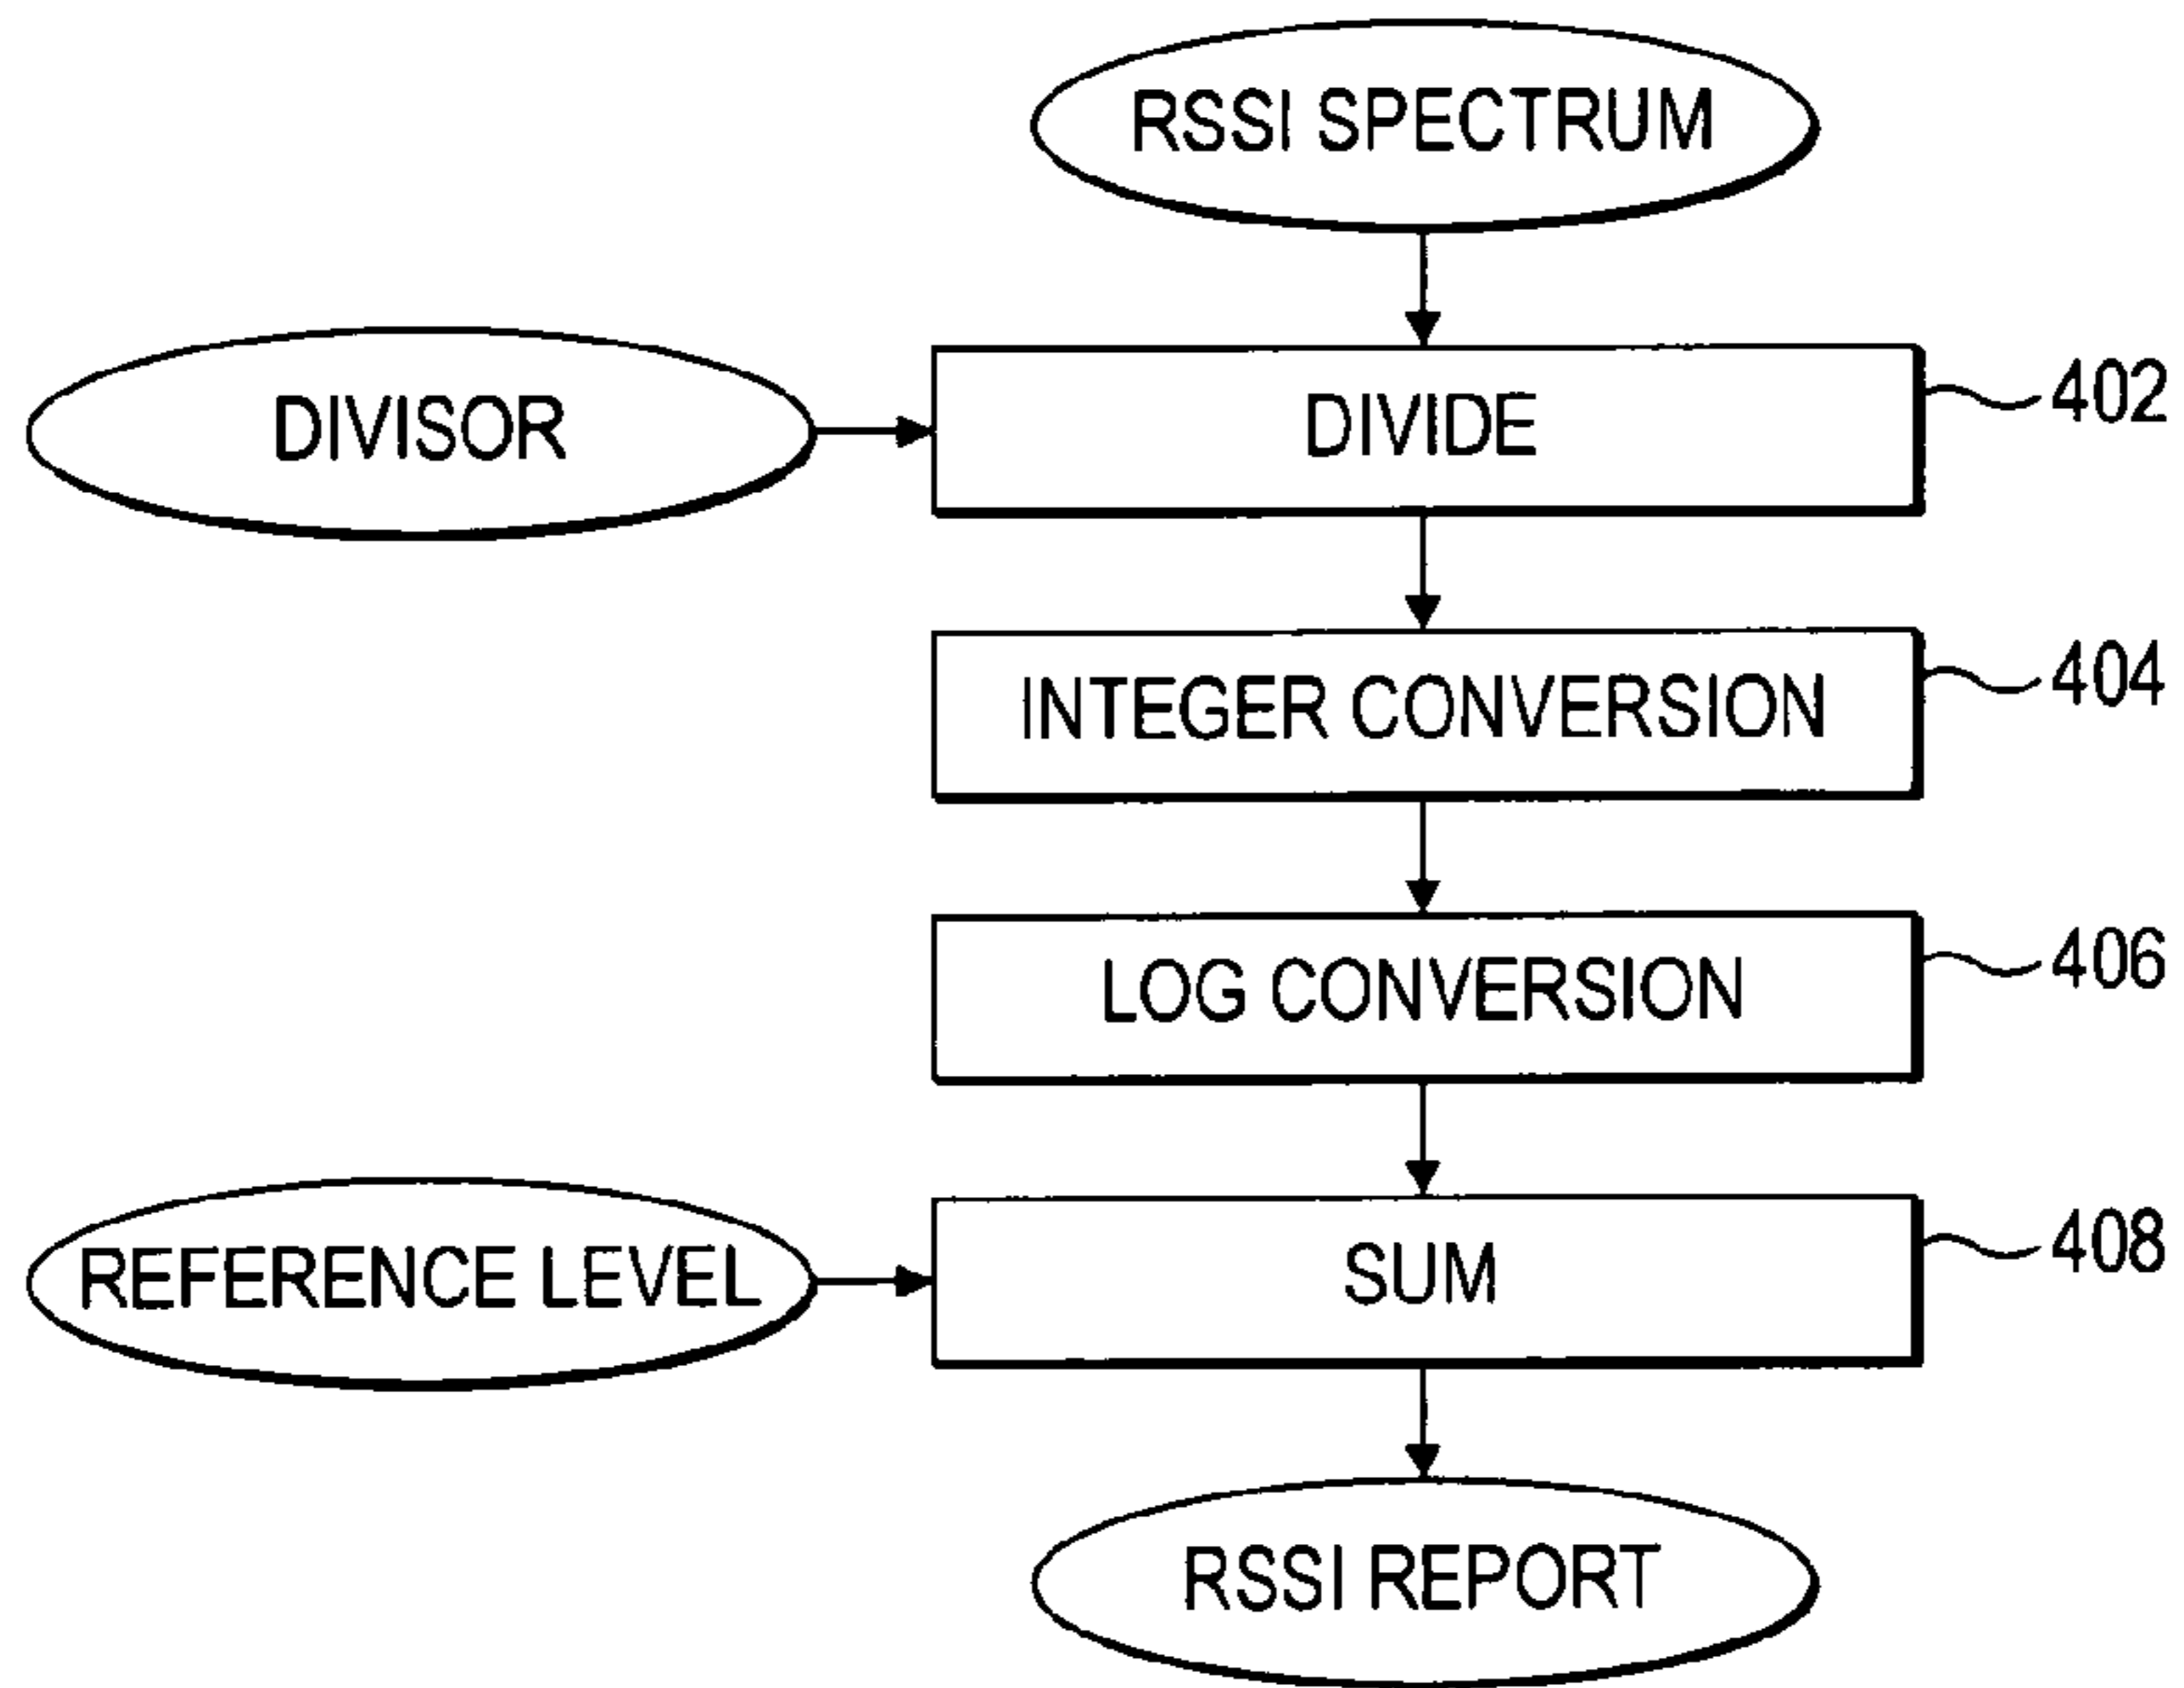 RSSI SPECTRUM
DIVISOR
DIVIDE
402
INTEGER CONVERSION
404
LOG CONVERSION
406
REFERENCE LEVEL
SUM
408
RSSI REPORT